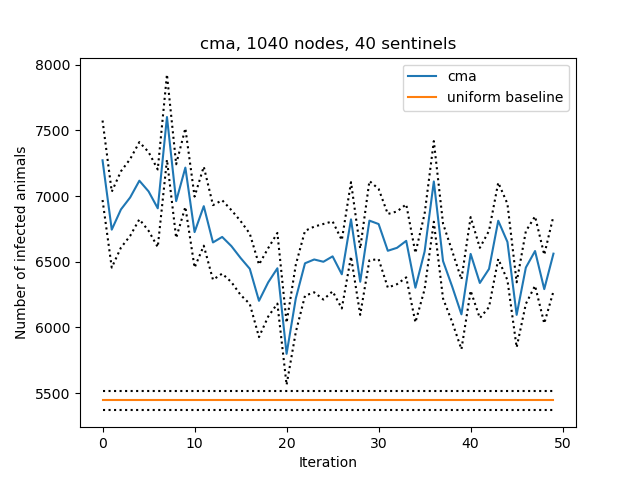 cma, 1040 nodes, 40 sentinels
cma
uniform baseline
Number of infected animals
8000
7500
7000
6500
6000
5500
0 10 20 30 40 50
Iteration